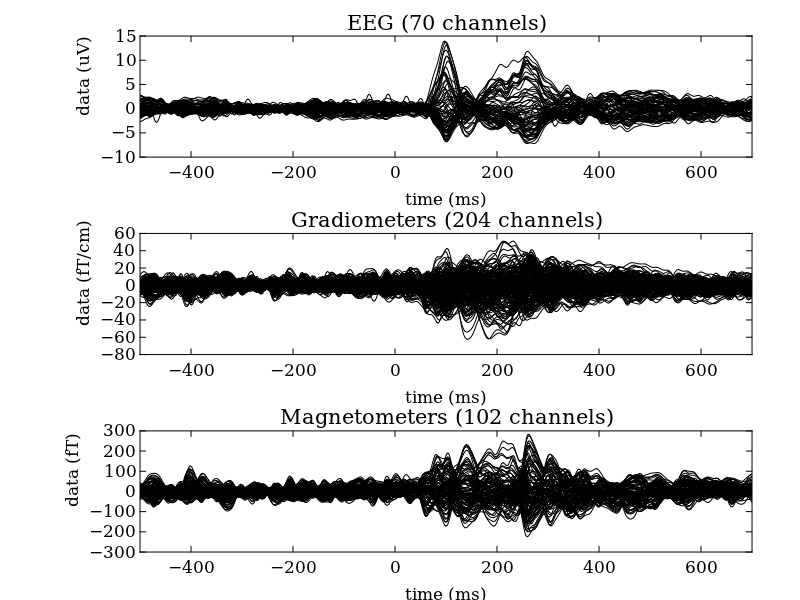 EEG (70 channels)
data (uV)
15
10
5
0
−5
−10
−400 −200 0 200 400 600
time (ms)
Gradiometers (204 channels)
data (fT/cm)
60
40
20
0
−20
−40
−60
−80
−400 −200 0 200 400 600
time (ms)
Magnetometers (102 channels)
data (fT)
300
200
100
0
−100
−200
−300
−400 −200 0 200 400 600
time (ms)